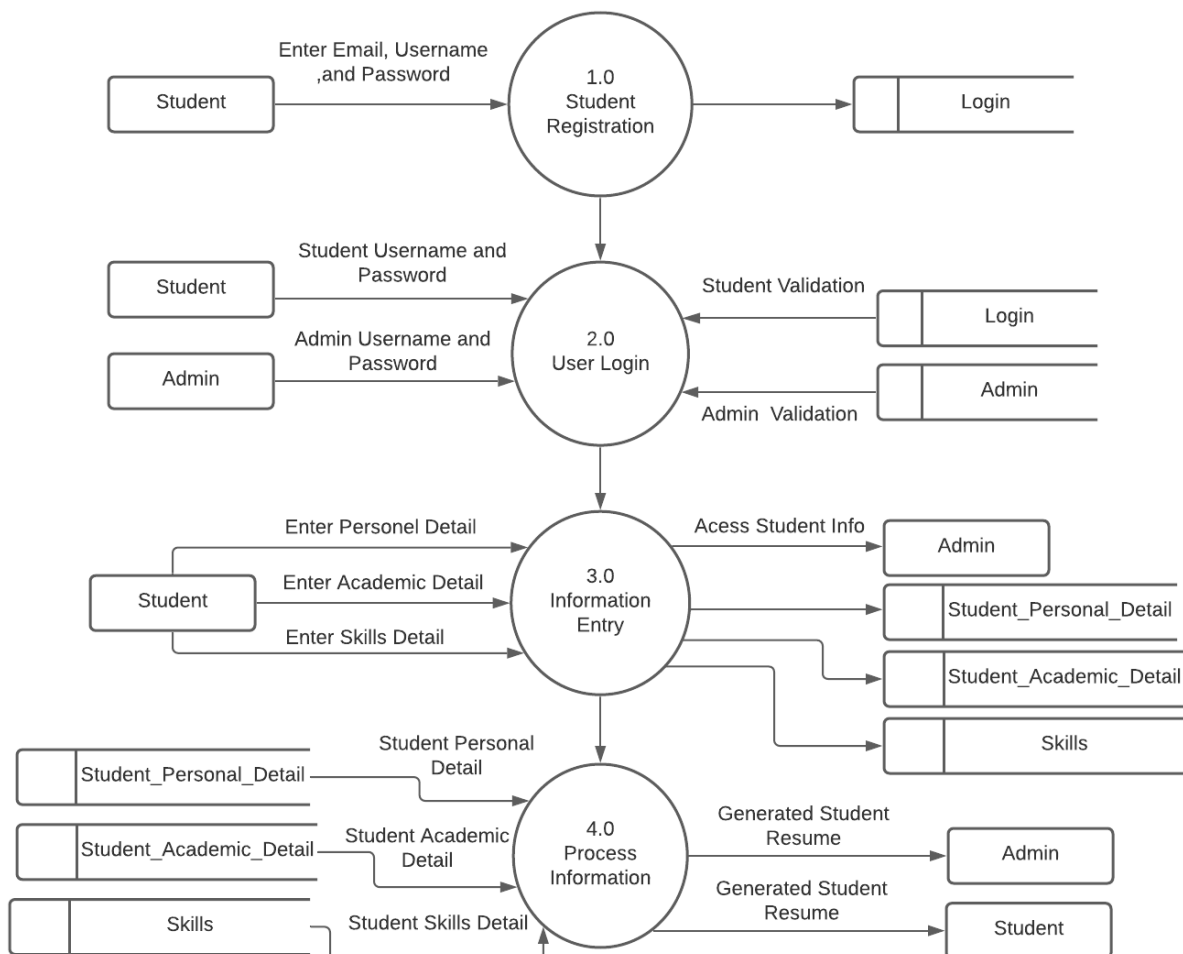 Enter Email, Username
,and Password
Student
1.0
Student
Registration
Login
Student Username and
Password
Student
Admin Username and
Password
Admin
2.0
User Login
Student Validation
Login
Admin
Admin  Validation
Enter Personel Detail
Enter Academic Detail
Student
Enter Skills Detail
3.0
Information
Entry
Acess Student Info
Admin
Student_Personal_Detail
Student_Academic_Detail
Skills
Student Personal
Detail
Student_Personal_Detail
Student Academic
Detail
Student_Academic_Detail
Skills
Student Skills Detail
4.0
Process
Information
Generated Student
Resume
Admin
Generated Student
Resume
Student